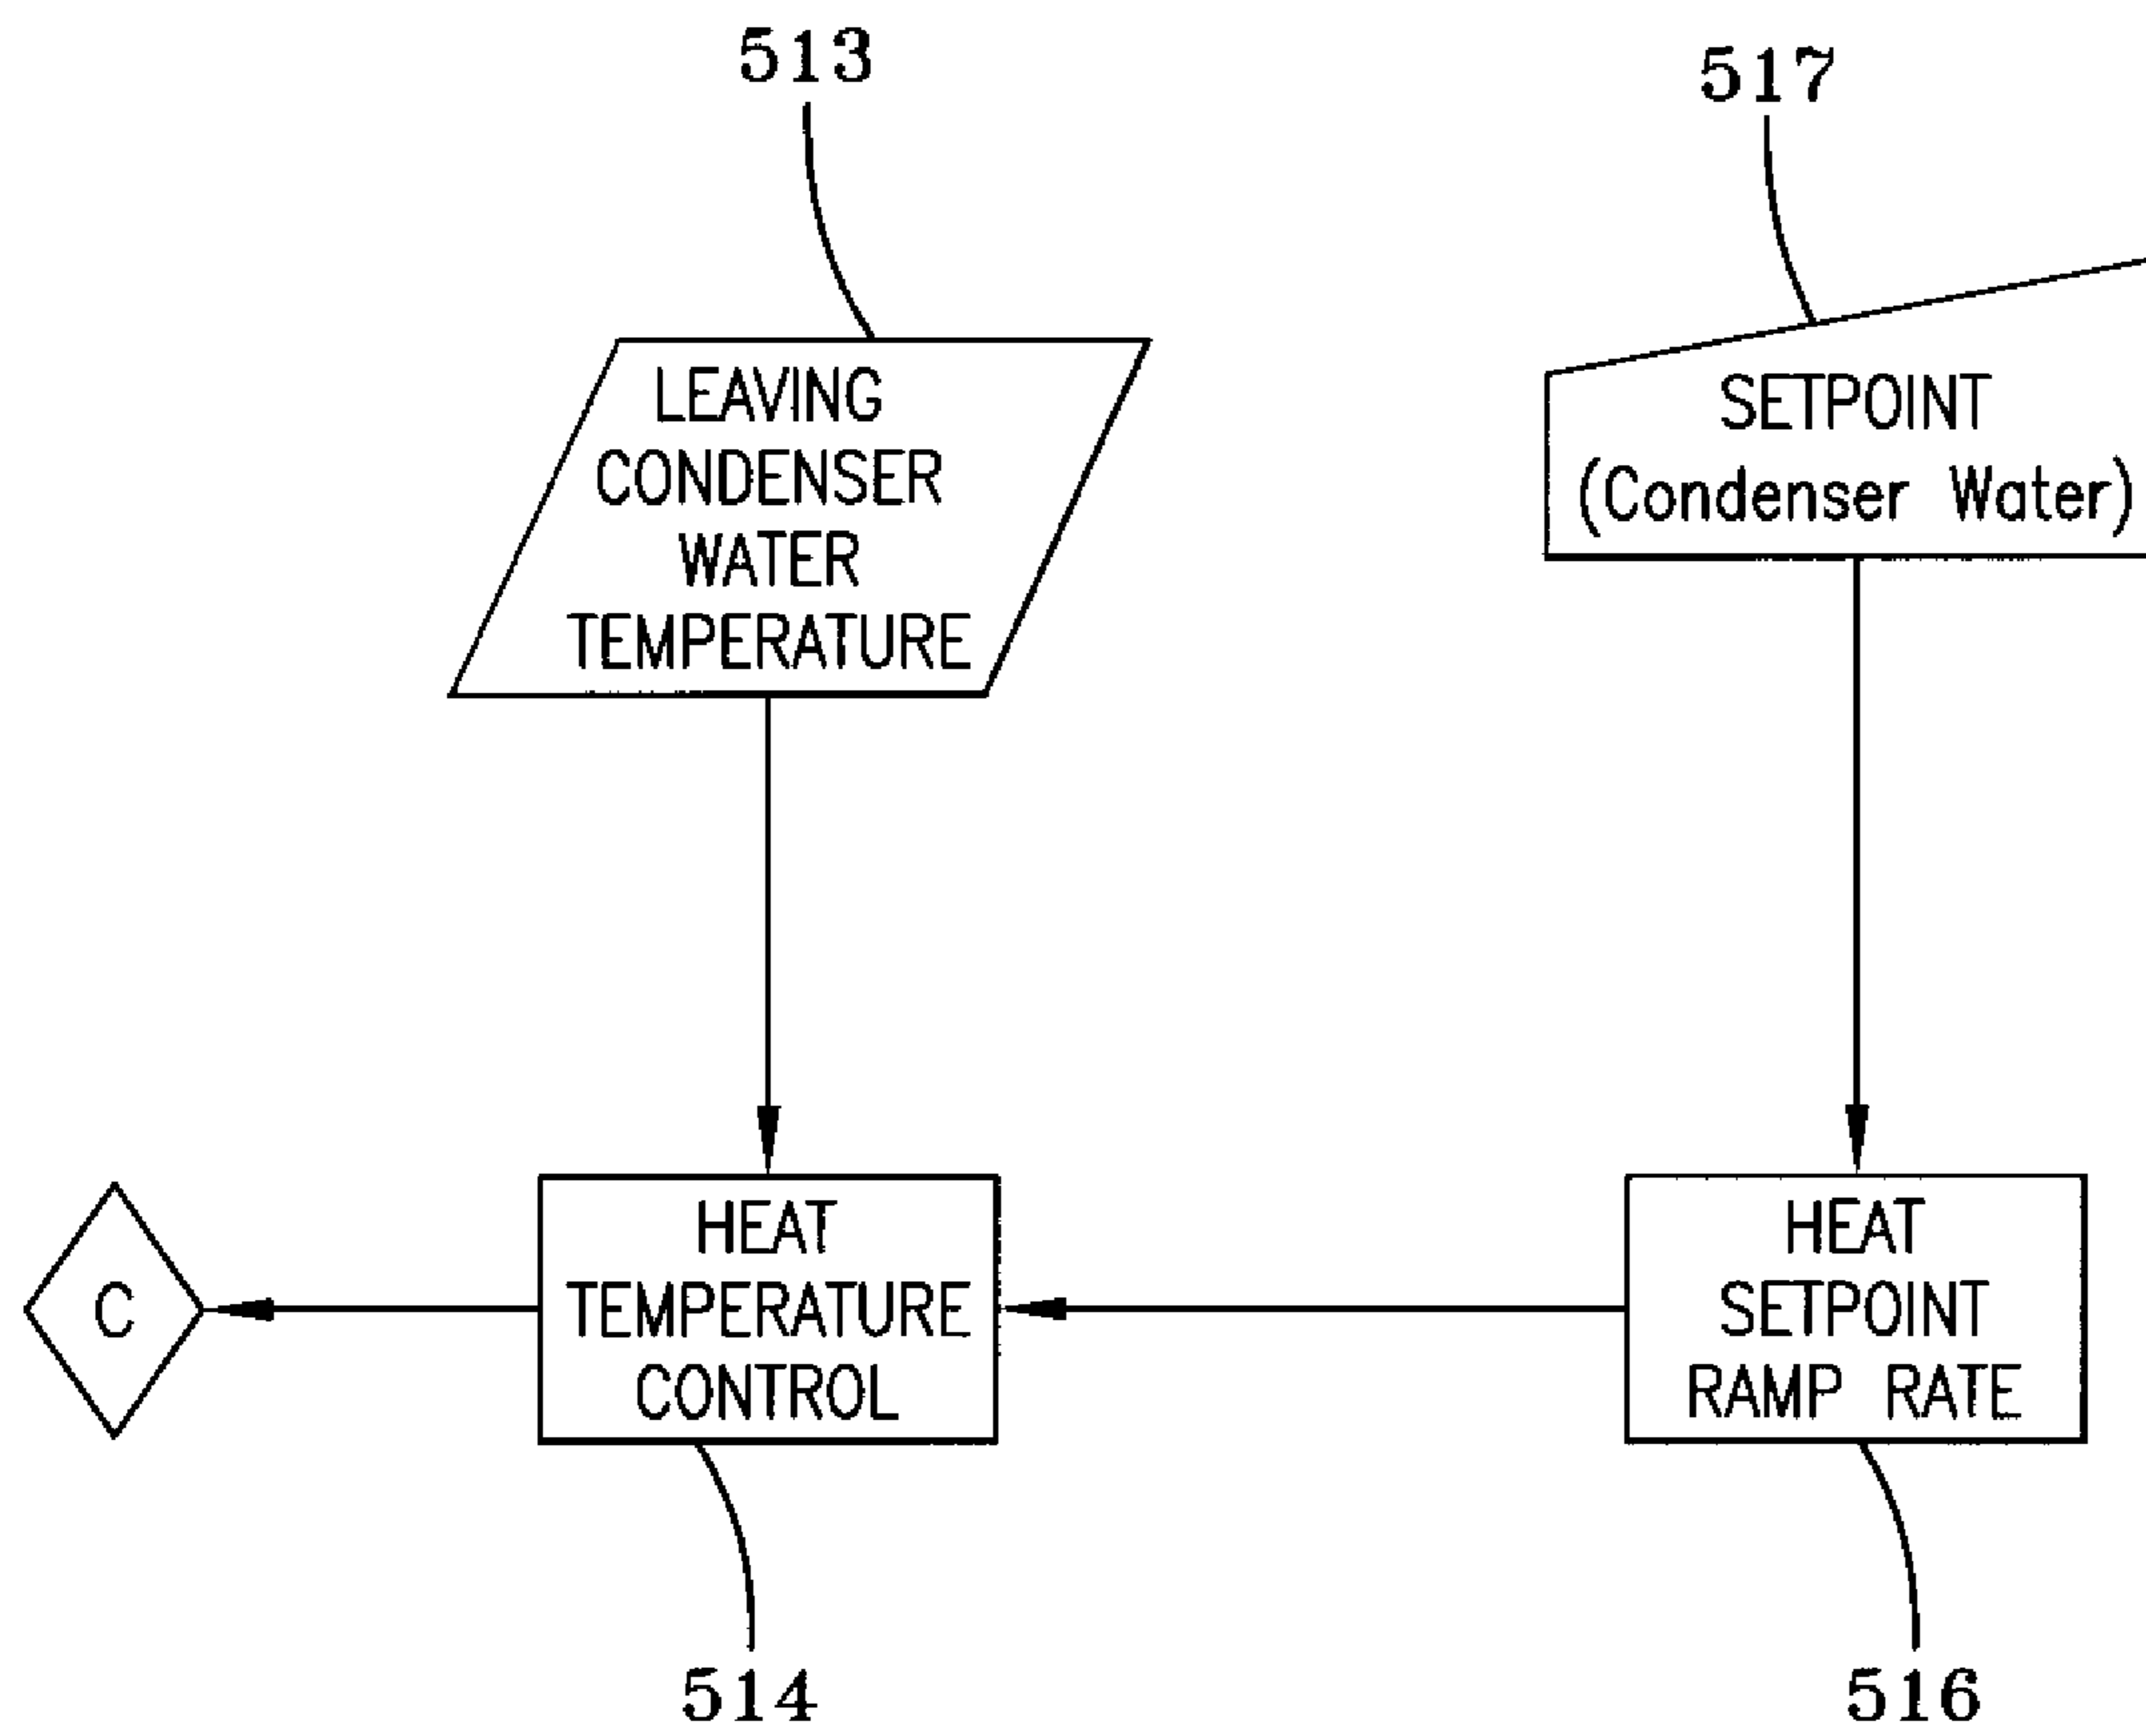 513
517
LEAVING
CONDENSER
WATER
TEMPERATURE
SETPOINT
(Condenser Water)
C
HEAT
TEMPERATURE
CONTROL
HEAT
SETPOINT
RAMP RATE
514
516